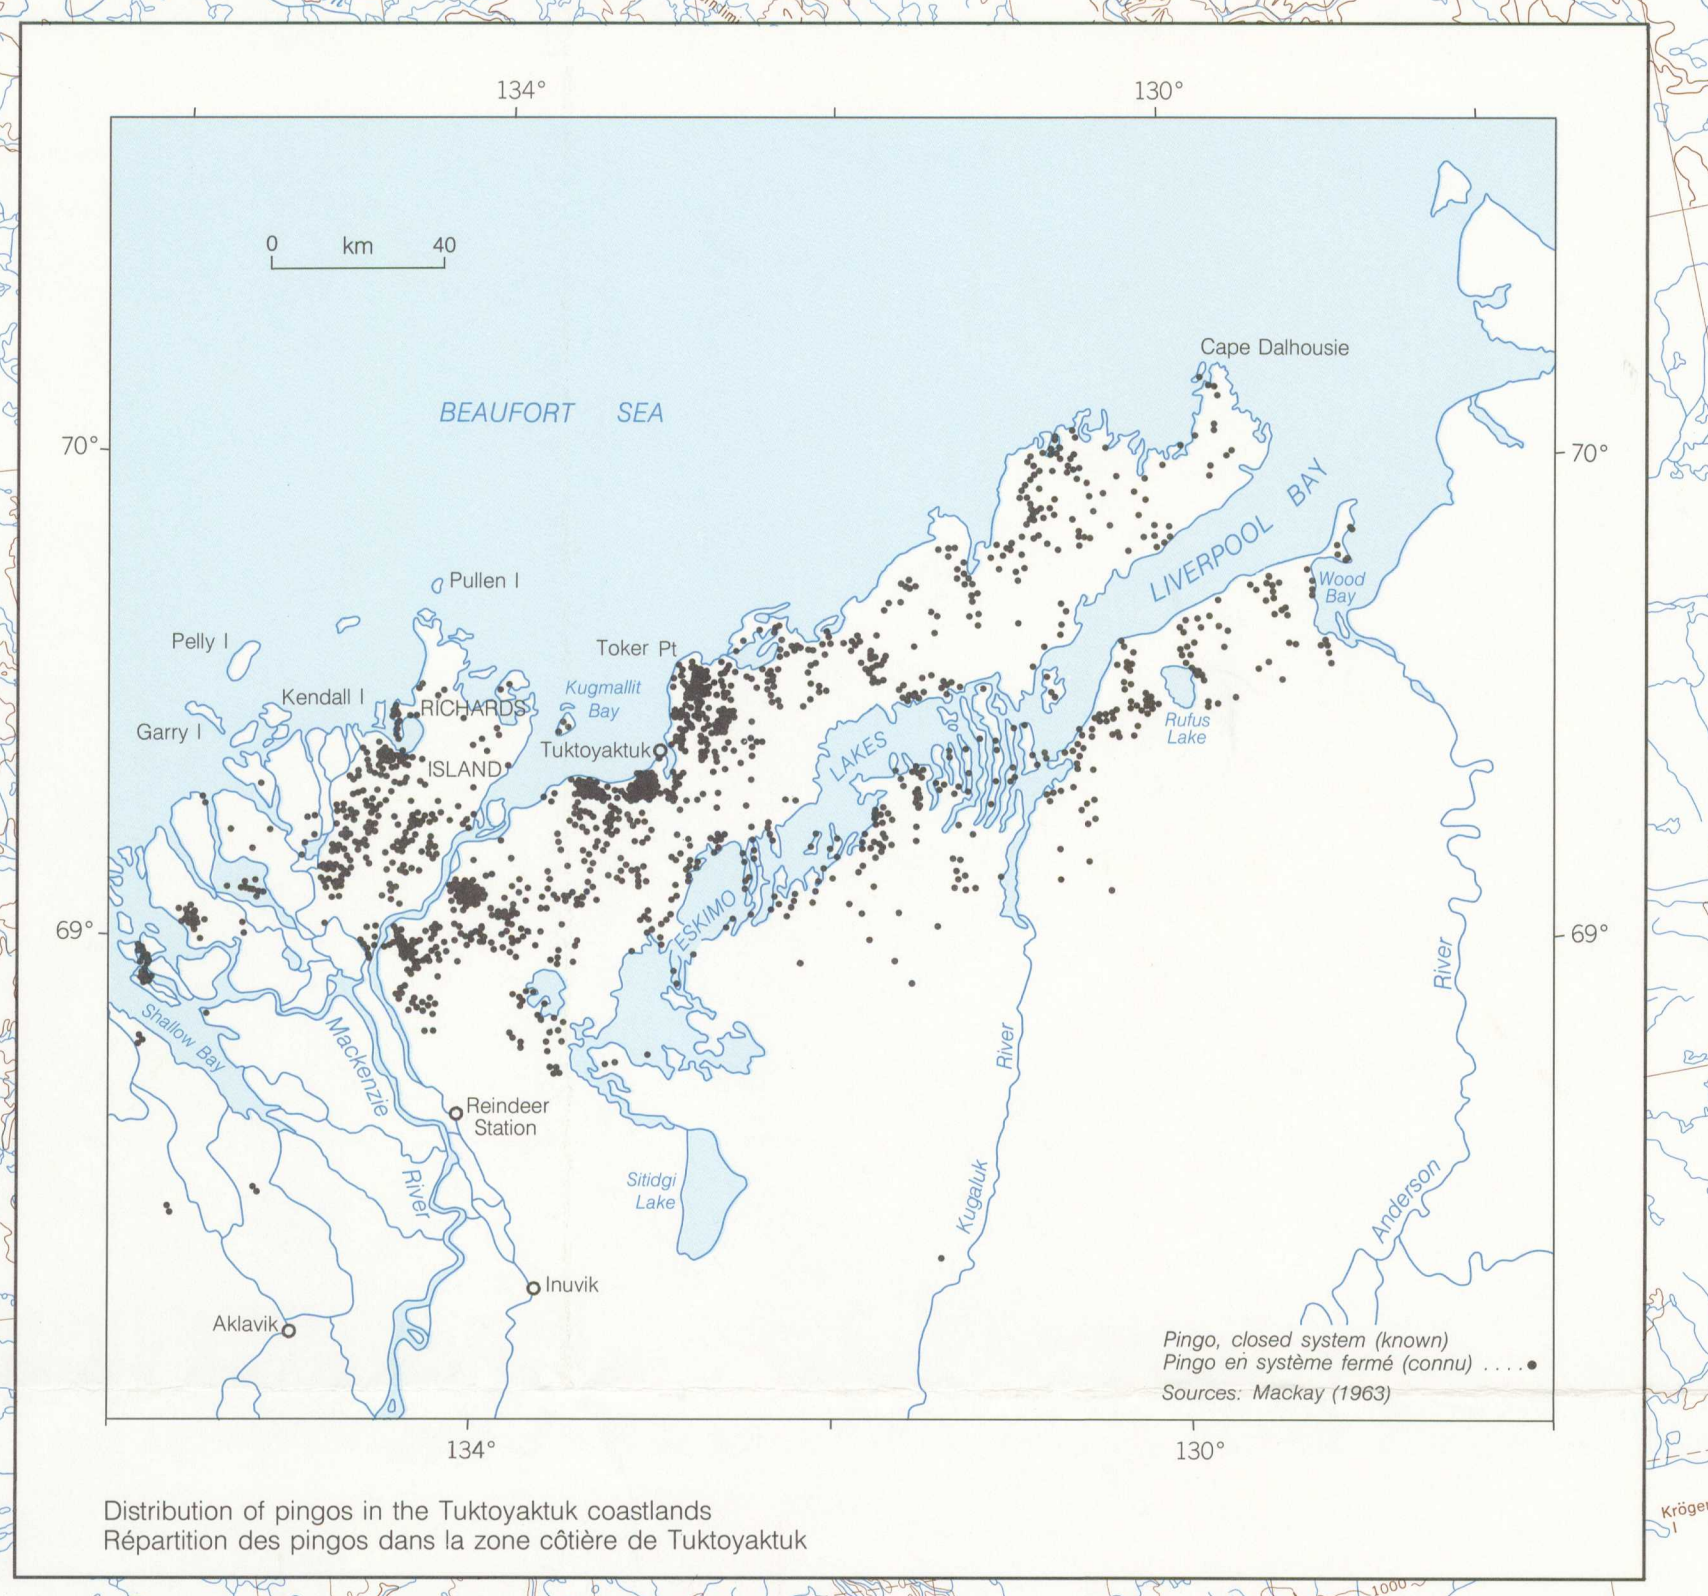 134°
130°
0 km 40
Cape Dalhousie
BEAUFORT SEA
70°
70°
LIVERPOOL BAY
Pullen I
Wood
Bay
Pelly I
Toker Pt
Kugmallit
Bay
Kendall I
RICHARDS
Garry I
Rufus
Lake
Tuktoyaktuk
ISLAND
LAKES
ESKIMO
69°
69°
River
Shallow Bay
Mackenzie
River
River
Reindeer
Station
Sitidgi
Lake
Kugaluk
Anderson
Inuvik
Aklavik
Pingo, closed system (known)
Pingo en système fermé (connu) ....
Sources: Mackay (1963)
134°
130°
Distribution of pingos in the Tuktoyaktuk coastlands
Répartition des pingos dans la zone côtière de Tuktoyaktuk
1000